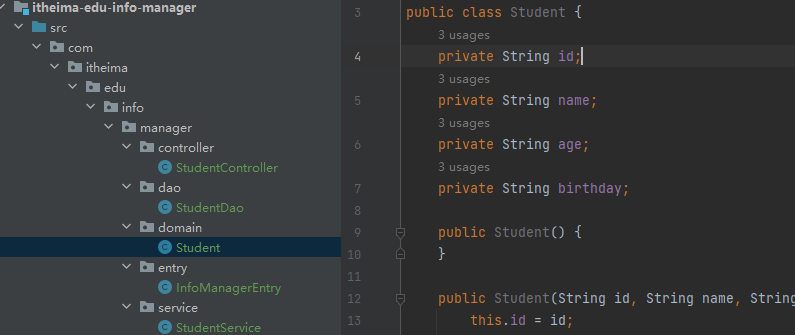 itheima-edu-info-manager
src
com
itheima
edu
info
manager
controller
StudentController
dao
StudentDao
domain
Student
entry
InfoManagerEntry
service
StudentService
3 public class Student {
3 usages
4 private String id;
3 usages
5 private String name;
3 usages
6 private String age;
3 usages
7 private String birthday;
8
9 public Student() {
10 }
11
12 public Student(String id, String name, String
13 this.id = id;